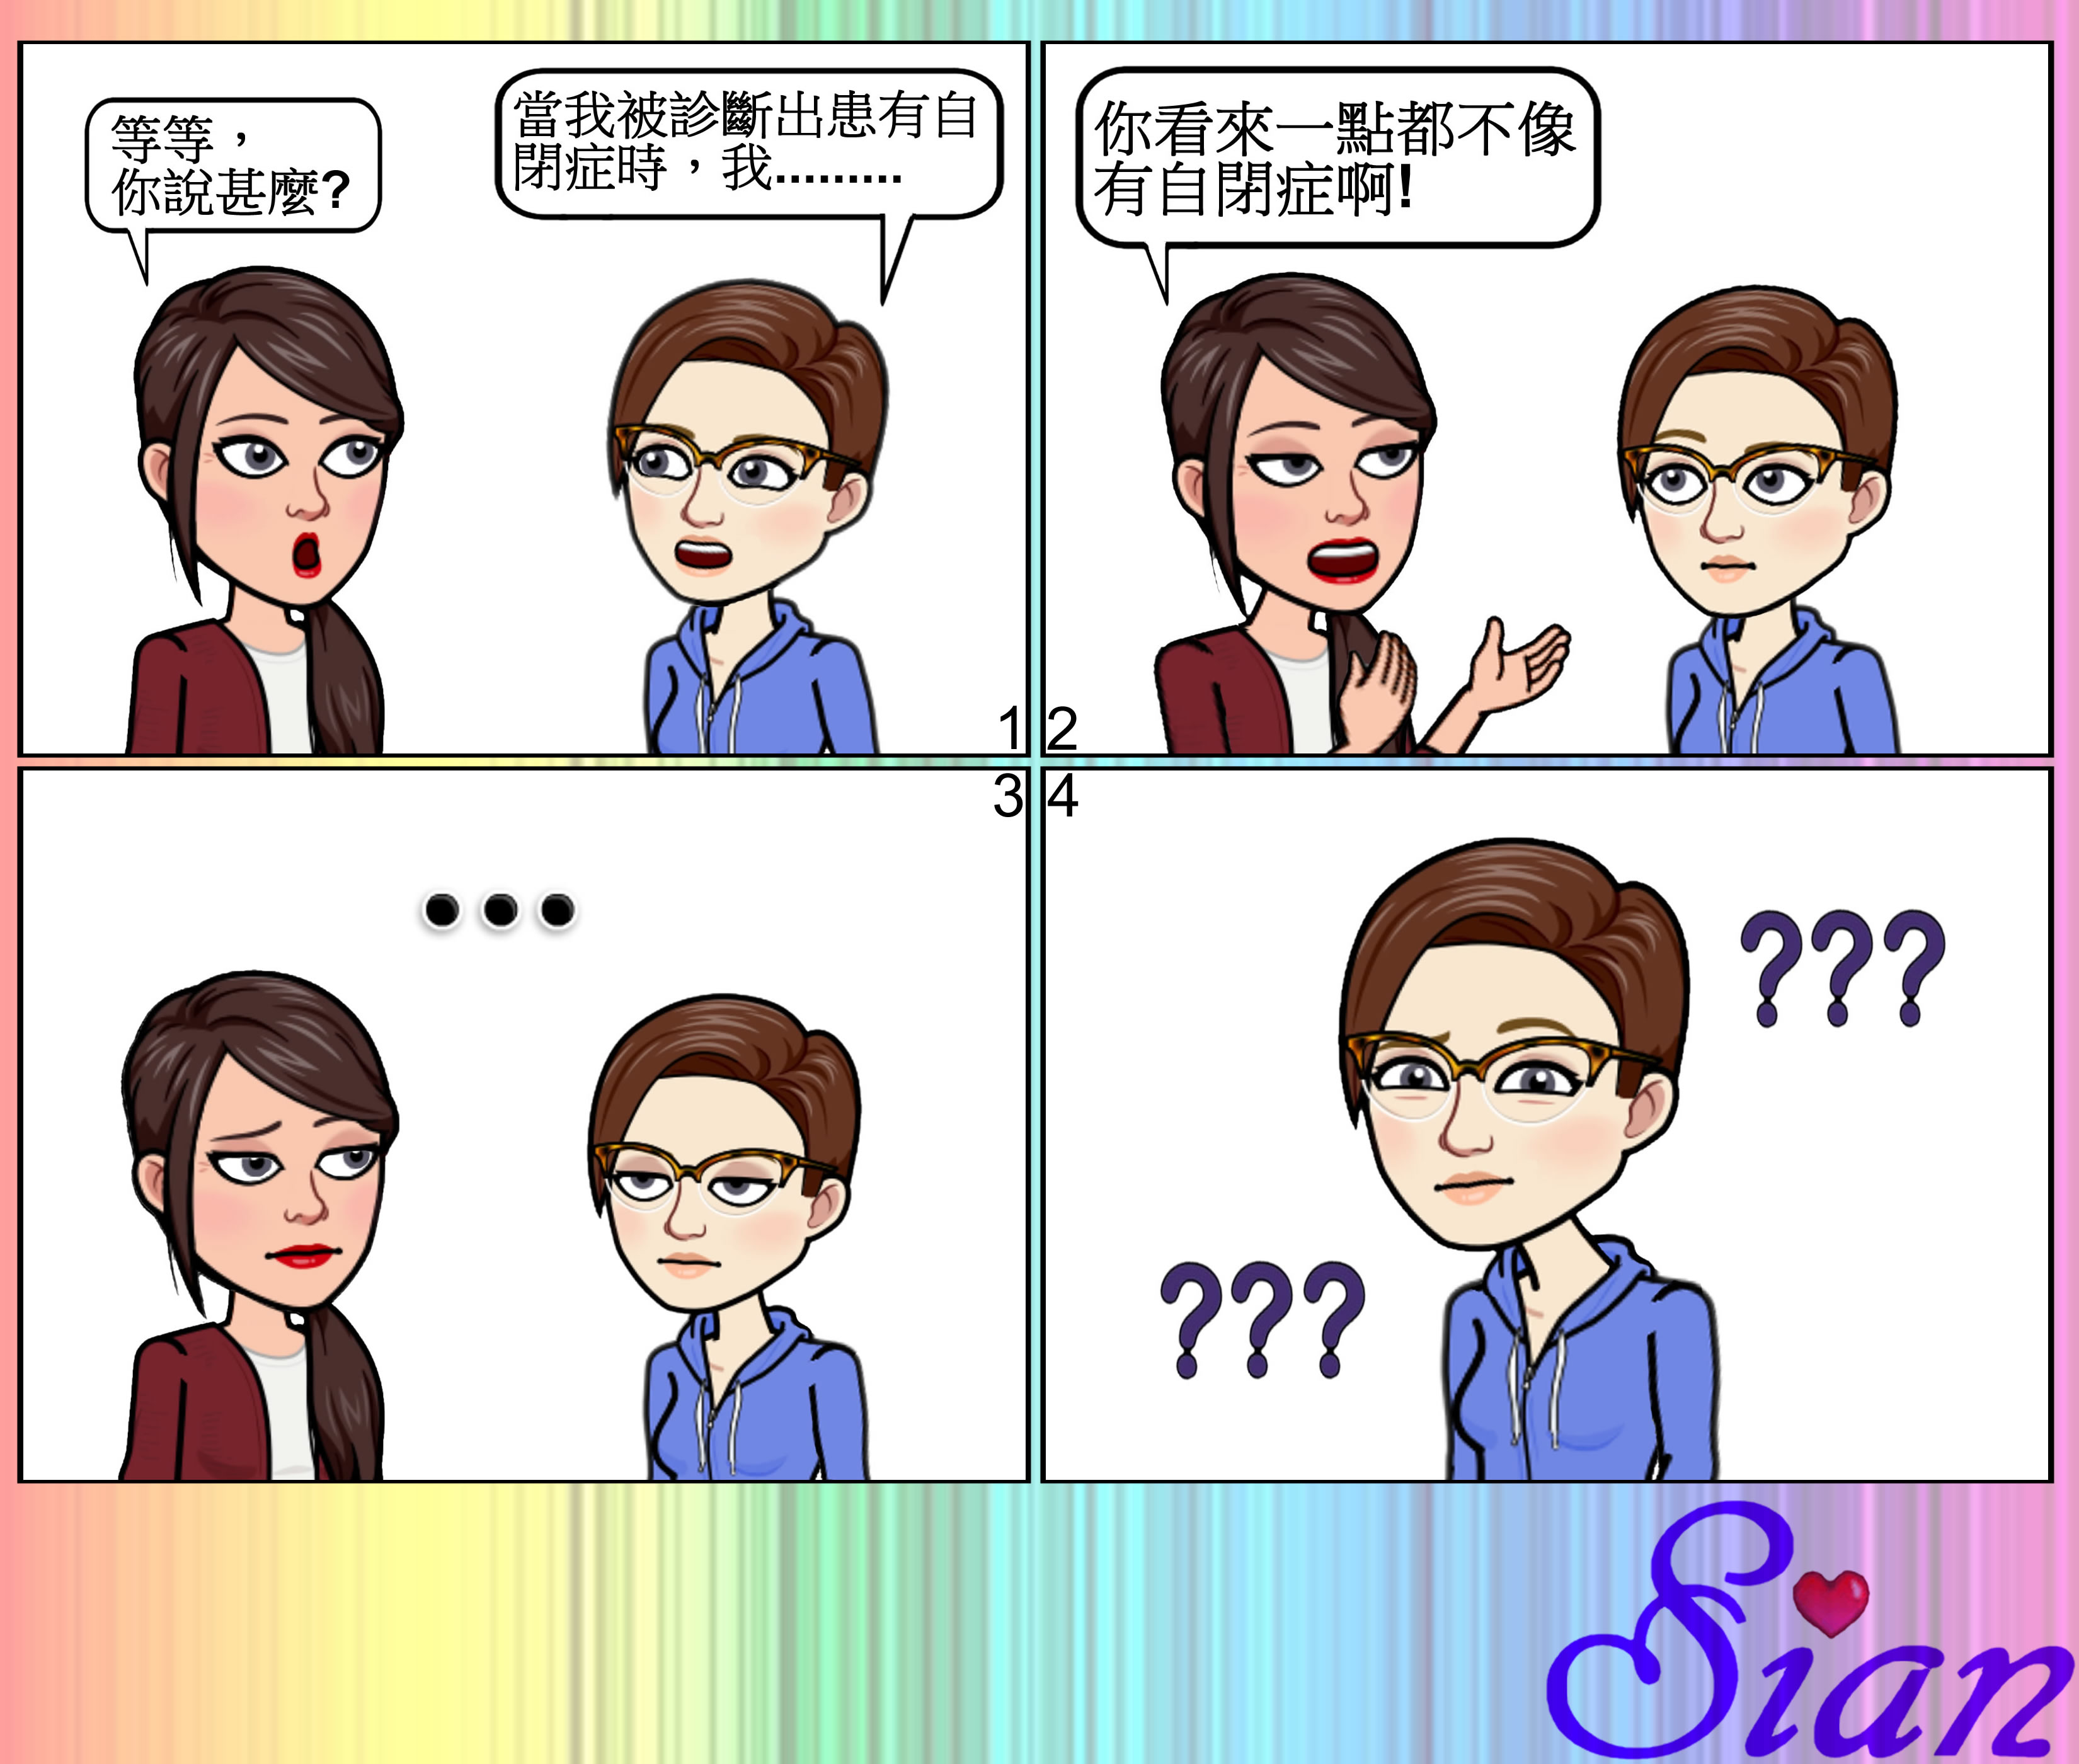 等等，
你說甚麼?
當我被診斷出患有自
閉症時，我.........
1
2
你看來一點都不像
有自閉症啊!
3
•••
4
???
???
Sian